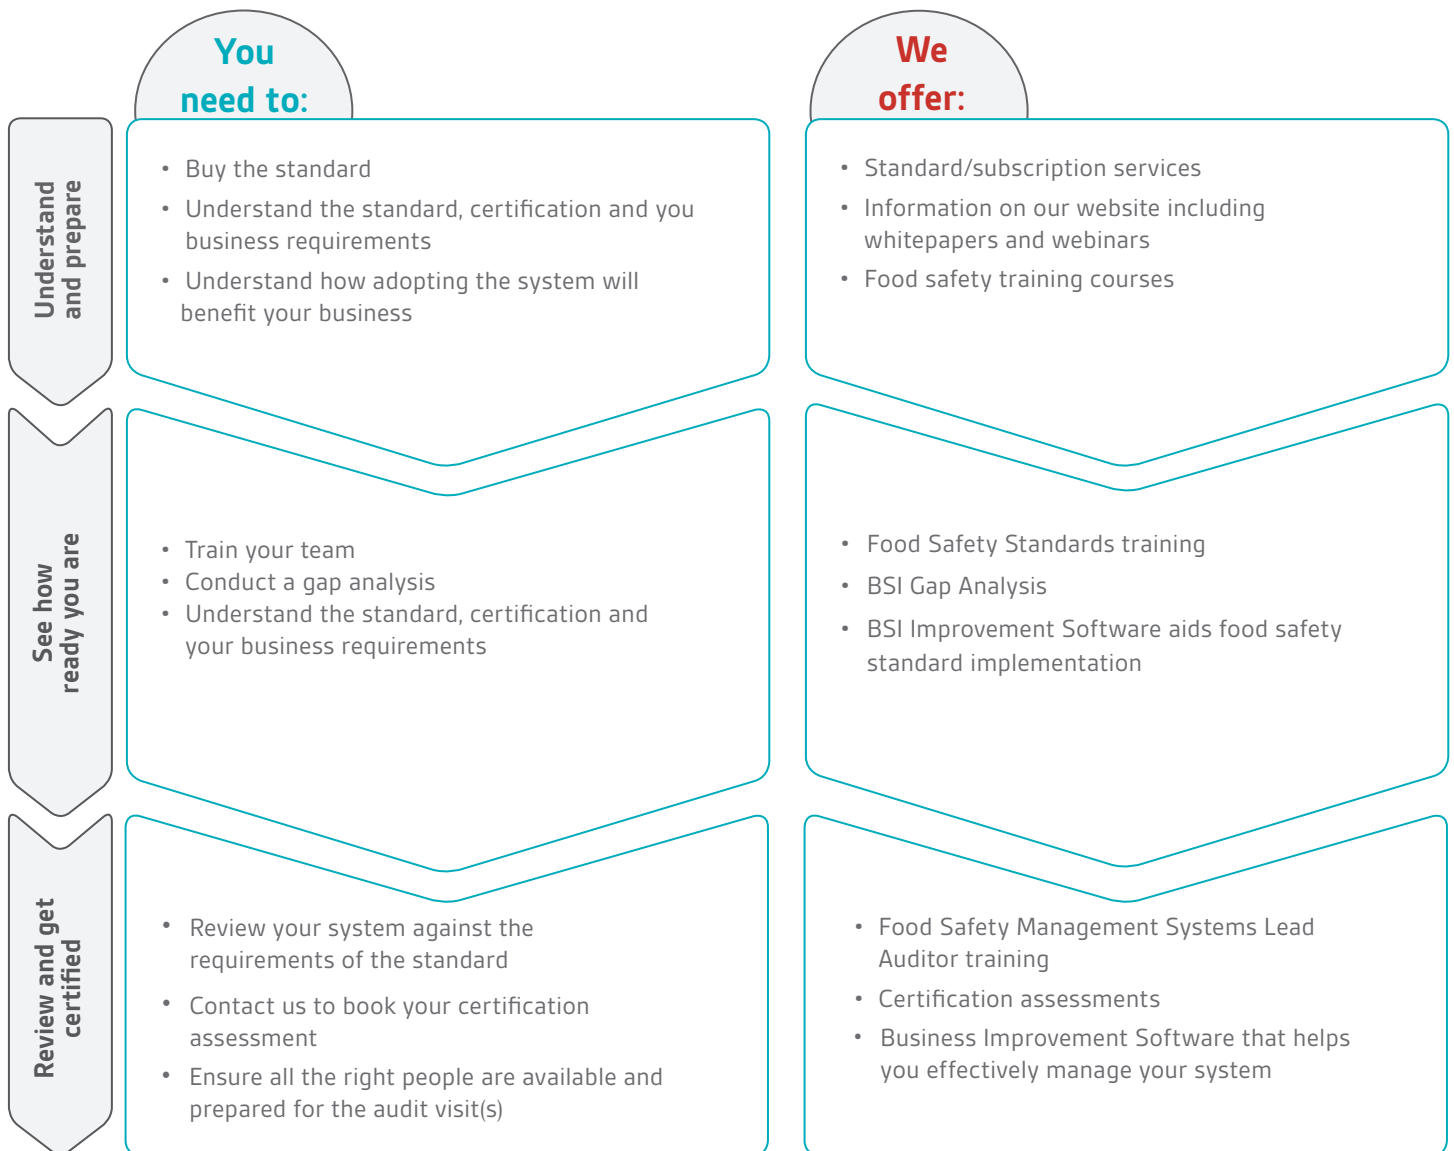 You
need to:
We
offer:
Understand
and prepare
• Buy the standard
• Understand the standard, certification and you
business requirements
• Understand how adopting the system will
benefit your business
• Standard/subscription services
• Information on our website including
whitepapers and webinars
• Food safety training courses
See how
ready you are
• Train your team
• Conduct a gap analysis
• Understand the standard, certification and
your business requirements
• Food Safety Standards training
• BSI Gap Analysis
• BSI Improvement Software aids food safety
standard implementation
Review and get
certified
• Review your system against the
requirements of the standard
• Contact us to book your certification
assessment
• Ensure all the right people are available and
prepared for the audit visit(s)
• Food Safety Management Systems Lead
Auditor training
• Certification assessments
• Business Improvement Software that helps
you effectively manage your system